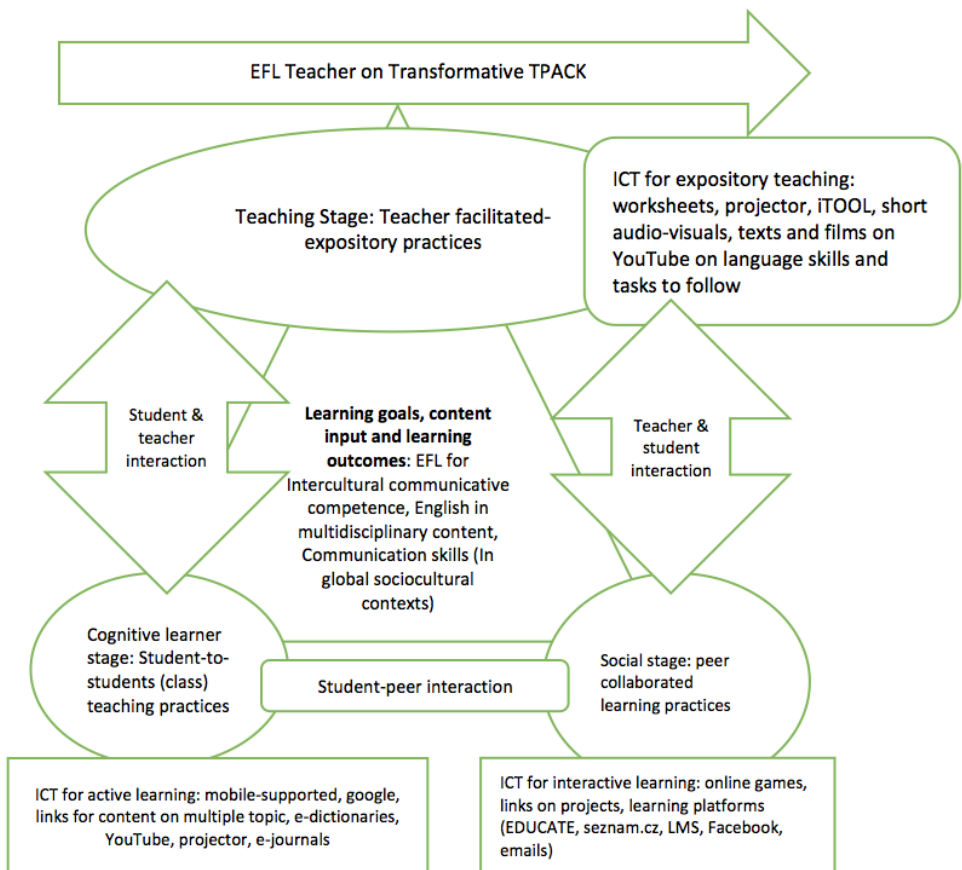 EFL Teacher on Transformative TPACK
Teaching Stage: Teacher facilitated-
expository practices
ICT for expository teaching:
worksheets, projector, iTOOL, short
audio-visuals, texts and films on
YouTube on language skills and
tasks to follow
Student &
teacher
interaction
Learning goals, content
input and learning
outcomes: EFL for
Intercultural communicative
competence, English in
multidisciplinary content,
Communication skills (In
global sociocultural
contexts)
Teacher &
student
interaction
Cognitive learner
stage: Student-to-
students (class)
teaching practices
Student-peer interaction
Social stage: peer
collaborated
learning practices
ICT for active learning: mobile-supported, google,
links for content on multiple topic, e-dictionaries,
YouTube, projector, e-journals
ICT for interactive learning: online games,
links on projects, learning platforms
(EDUCATE, seznam.cz, LMS, Facebook,
emails)